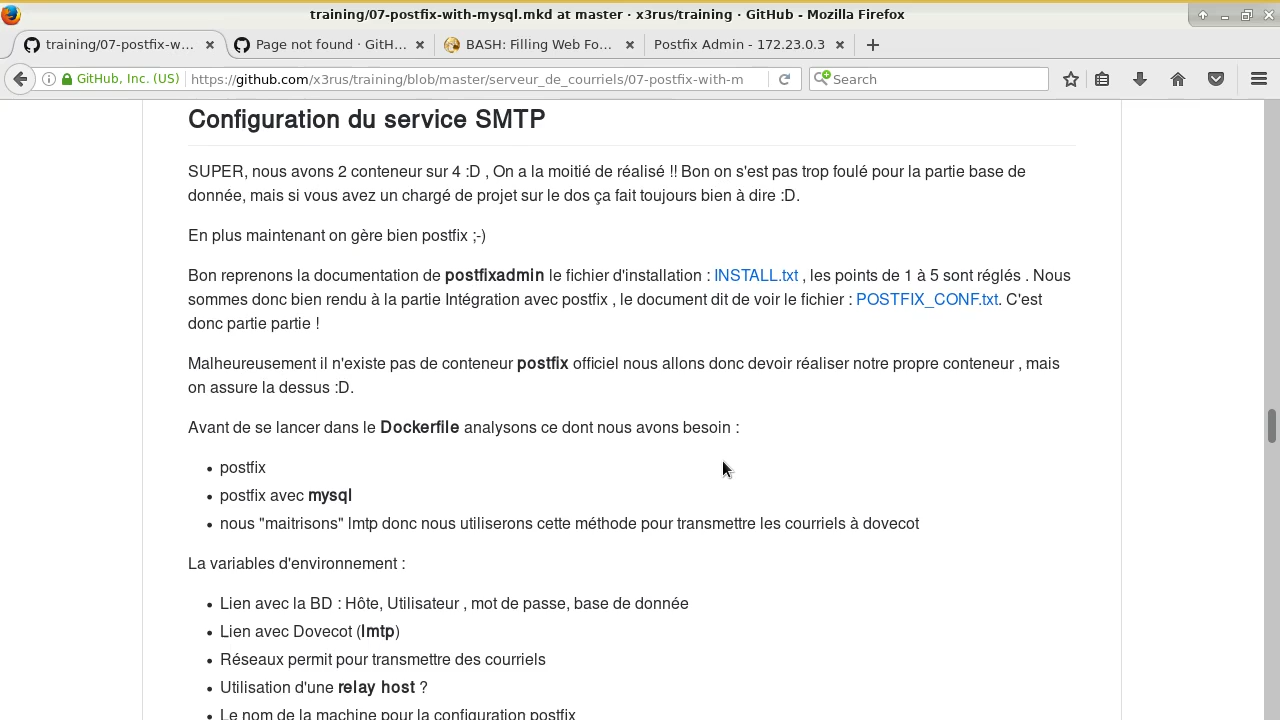 training/07-postfix-with-mysql.mkd at master · x3rus/training · GitHub - Mozilla Firefox
training/07-postfix-w... × Page not found · GitH... × BASH: Filling Web Fo... × Postfix Admin - 172.23.0.3 ×
GitHub, Inc. (US) https://github.com/x3rus/training/blob/master/serveur_de_courriels/07-postfix-with-m Search
Configuration du service SMTP
SUPER, nous avons 2 conteneur sur 4 :D , On a la moitié de réalisé !! Bon on s'est pas trop foulé pour la partie base de
donnée, mais si vous avez un chargé de projet sur le dos ça fait toujours bien à dire :D.
En plus maintenant on gère bien postfix ;-)
Bon reprenons la documentation de postfixadmin le fichier d'installation : INSTALL.txt , les points de 1 à 5 sont réglés . Nous
sommes donc bien rendu à la partie Intégration avec postfix , le document dit de voir le fichier : POSTFIX_CONF.txt. C'est
donc partie partie !
Malheureusement il n'existe pas de conteneur postfix officiel nous allons donc devoir réaliser notre propre conteneur , mais
on assure la dessus :D.
Avant de se lancer dans le Dockerfile analysons ce dont nous avons besoin :
• postfix
• postfix avec mysql
• nous "maitrisons" lmtp donc nous utiliserons cette méthode pour transmettre les courriels à dovecot
La variables d'environnement :
• Lien avec la BD : Hôte, Utilisateur , mot de passe, base de donnée
• Lien avec Dovecot (lmtp)
• Réseaux permit pour transmettre des courriels
• Utilisation d'une relay host ?
• Le nom de la machine pour la configuration postfix